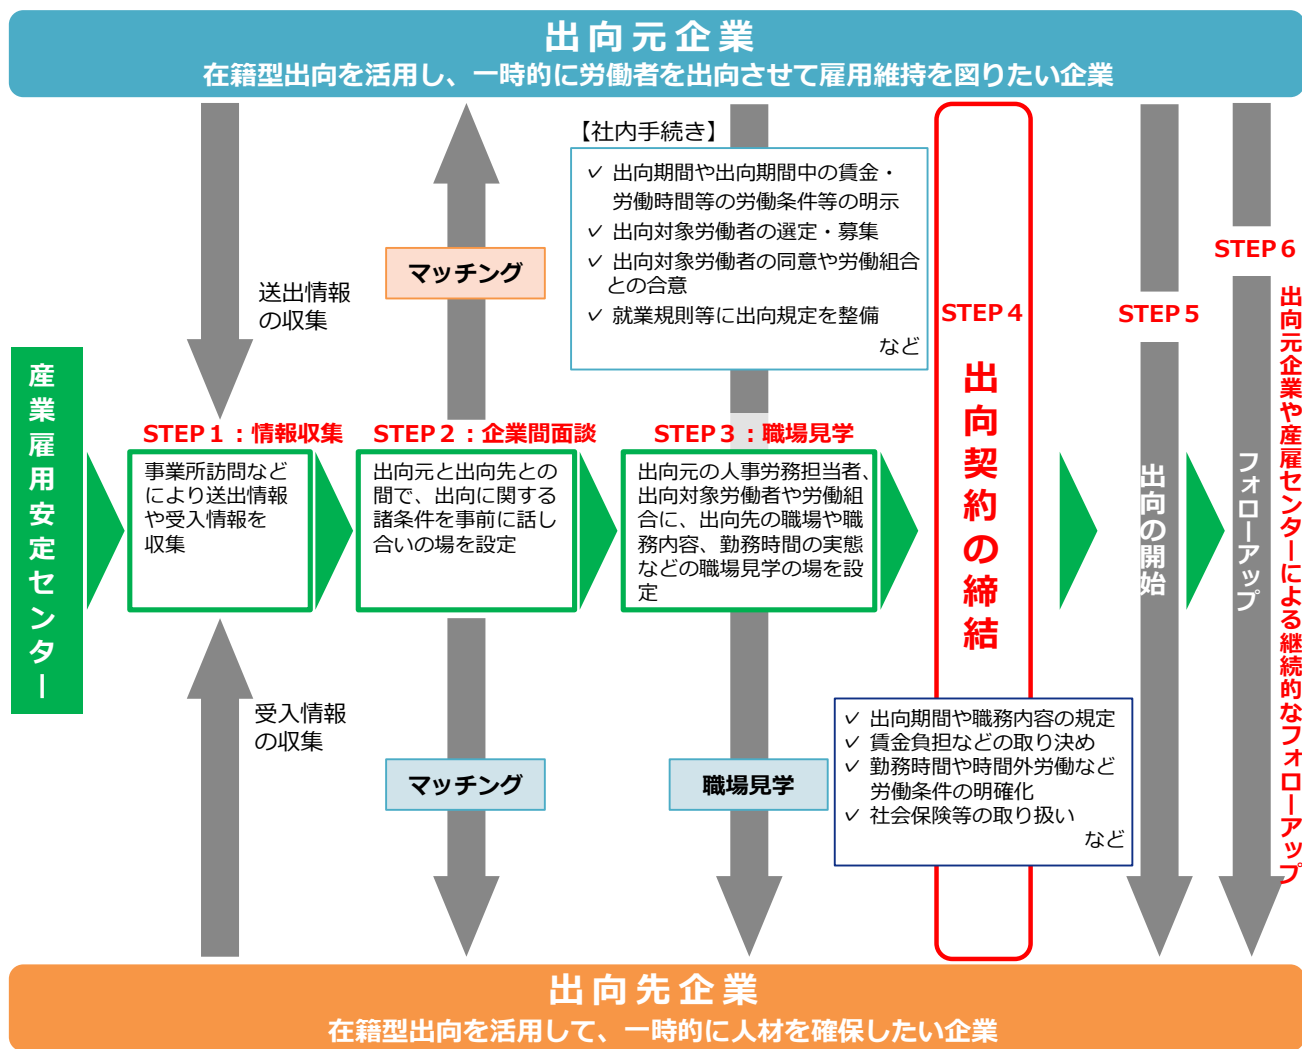 出向元企業
在籍型出向を活用し、一時的に労働者を出向させて雇用維持を図りたい企業
【社内手続き】
✓ 出向期間や出向期間中の賃金・
労働時間等の労働条件等の明示
✓ 出向対象労働者の選定・募集
✓ 出向対象労働者の同意や労働組合
との合意
✓ 就業規則等に出向規定を整備
など
マッチング
送出情報
の収集
産業雇用安定センター
STEP１：情報収集
事業所訪問など
により送出情報
や受入情報を
収集
STEP２：企業間面談
出向元と出向先との
間で、出向に関する
諸条件を事前に話し
合いの場を設定
STEP３：職場見学
出向元の人事労務担当者、
出向対象労働者や労働組
合に、出向先の職場や職
務内容、勤務時間の実態
などの職場見学の場を設
定
STEP４
出向契約の締結
STEP５
出向の開始
STEP６
フォローアップ
出向元企業や産雇センターによる継続的なフォローアップ
受入情報
の収集
マッチング
職場見学
✓ 出向期間や職務内容の規定
✓ 賃金負担などの取り決め
✓ 勤務時間や時間外労働など
労働条件の明確化
✓ 社会保険等の取り扱い
など
出向先企業
在籍型出向を活用して、一時的に人材を確保したい企業